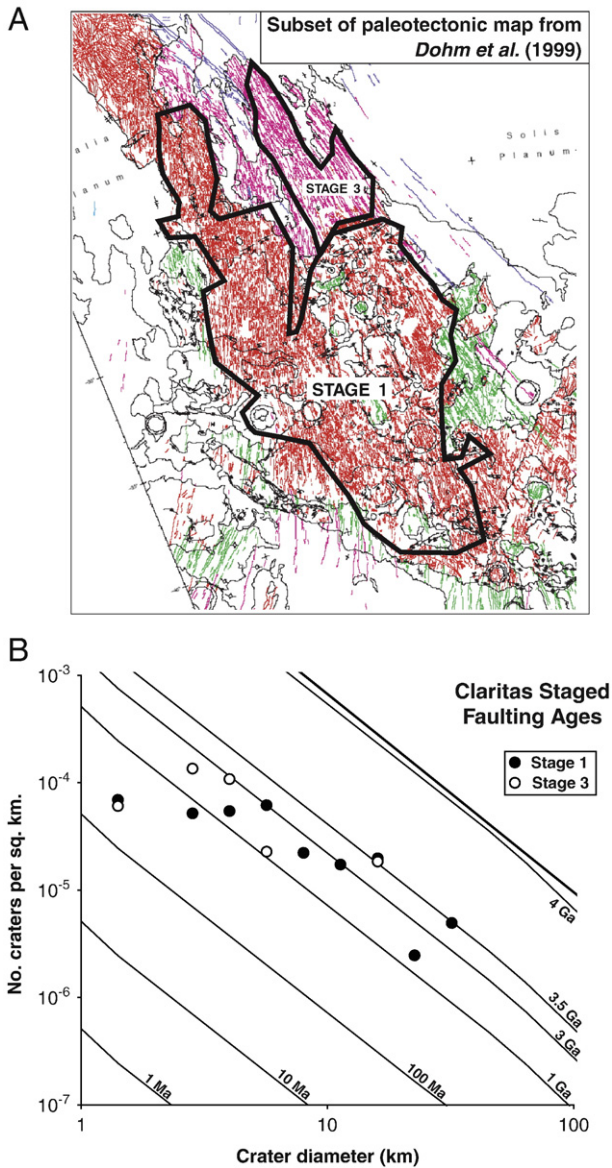 A
Subset of paleotectonic map from
Dohm et al. (1999)
Solis
Planum
alia
lanum
STAGE 3
STAGE 1
B
Claritas Staged
Faulting Ages
Stage 1
Stage 3
No. craters per sq. km.
10-3
10-4
10-5
10-6
10-7
4 Ga
3.5 Ga
3 Ga
1 Ga
100 Ma
10 Ma
1 Ma
1
10
100
Crater diameter (km)